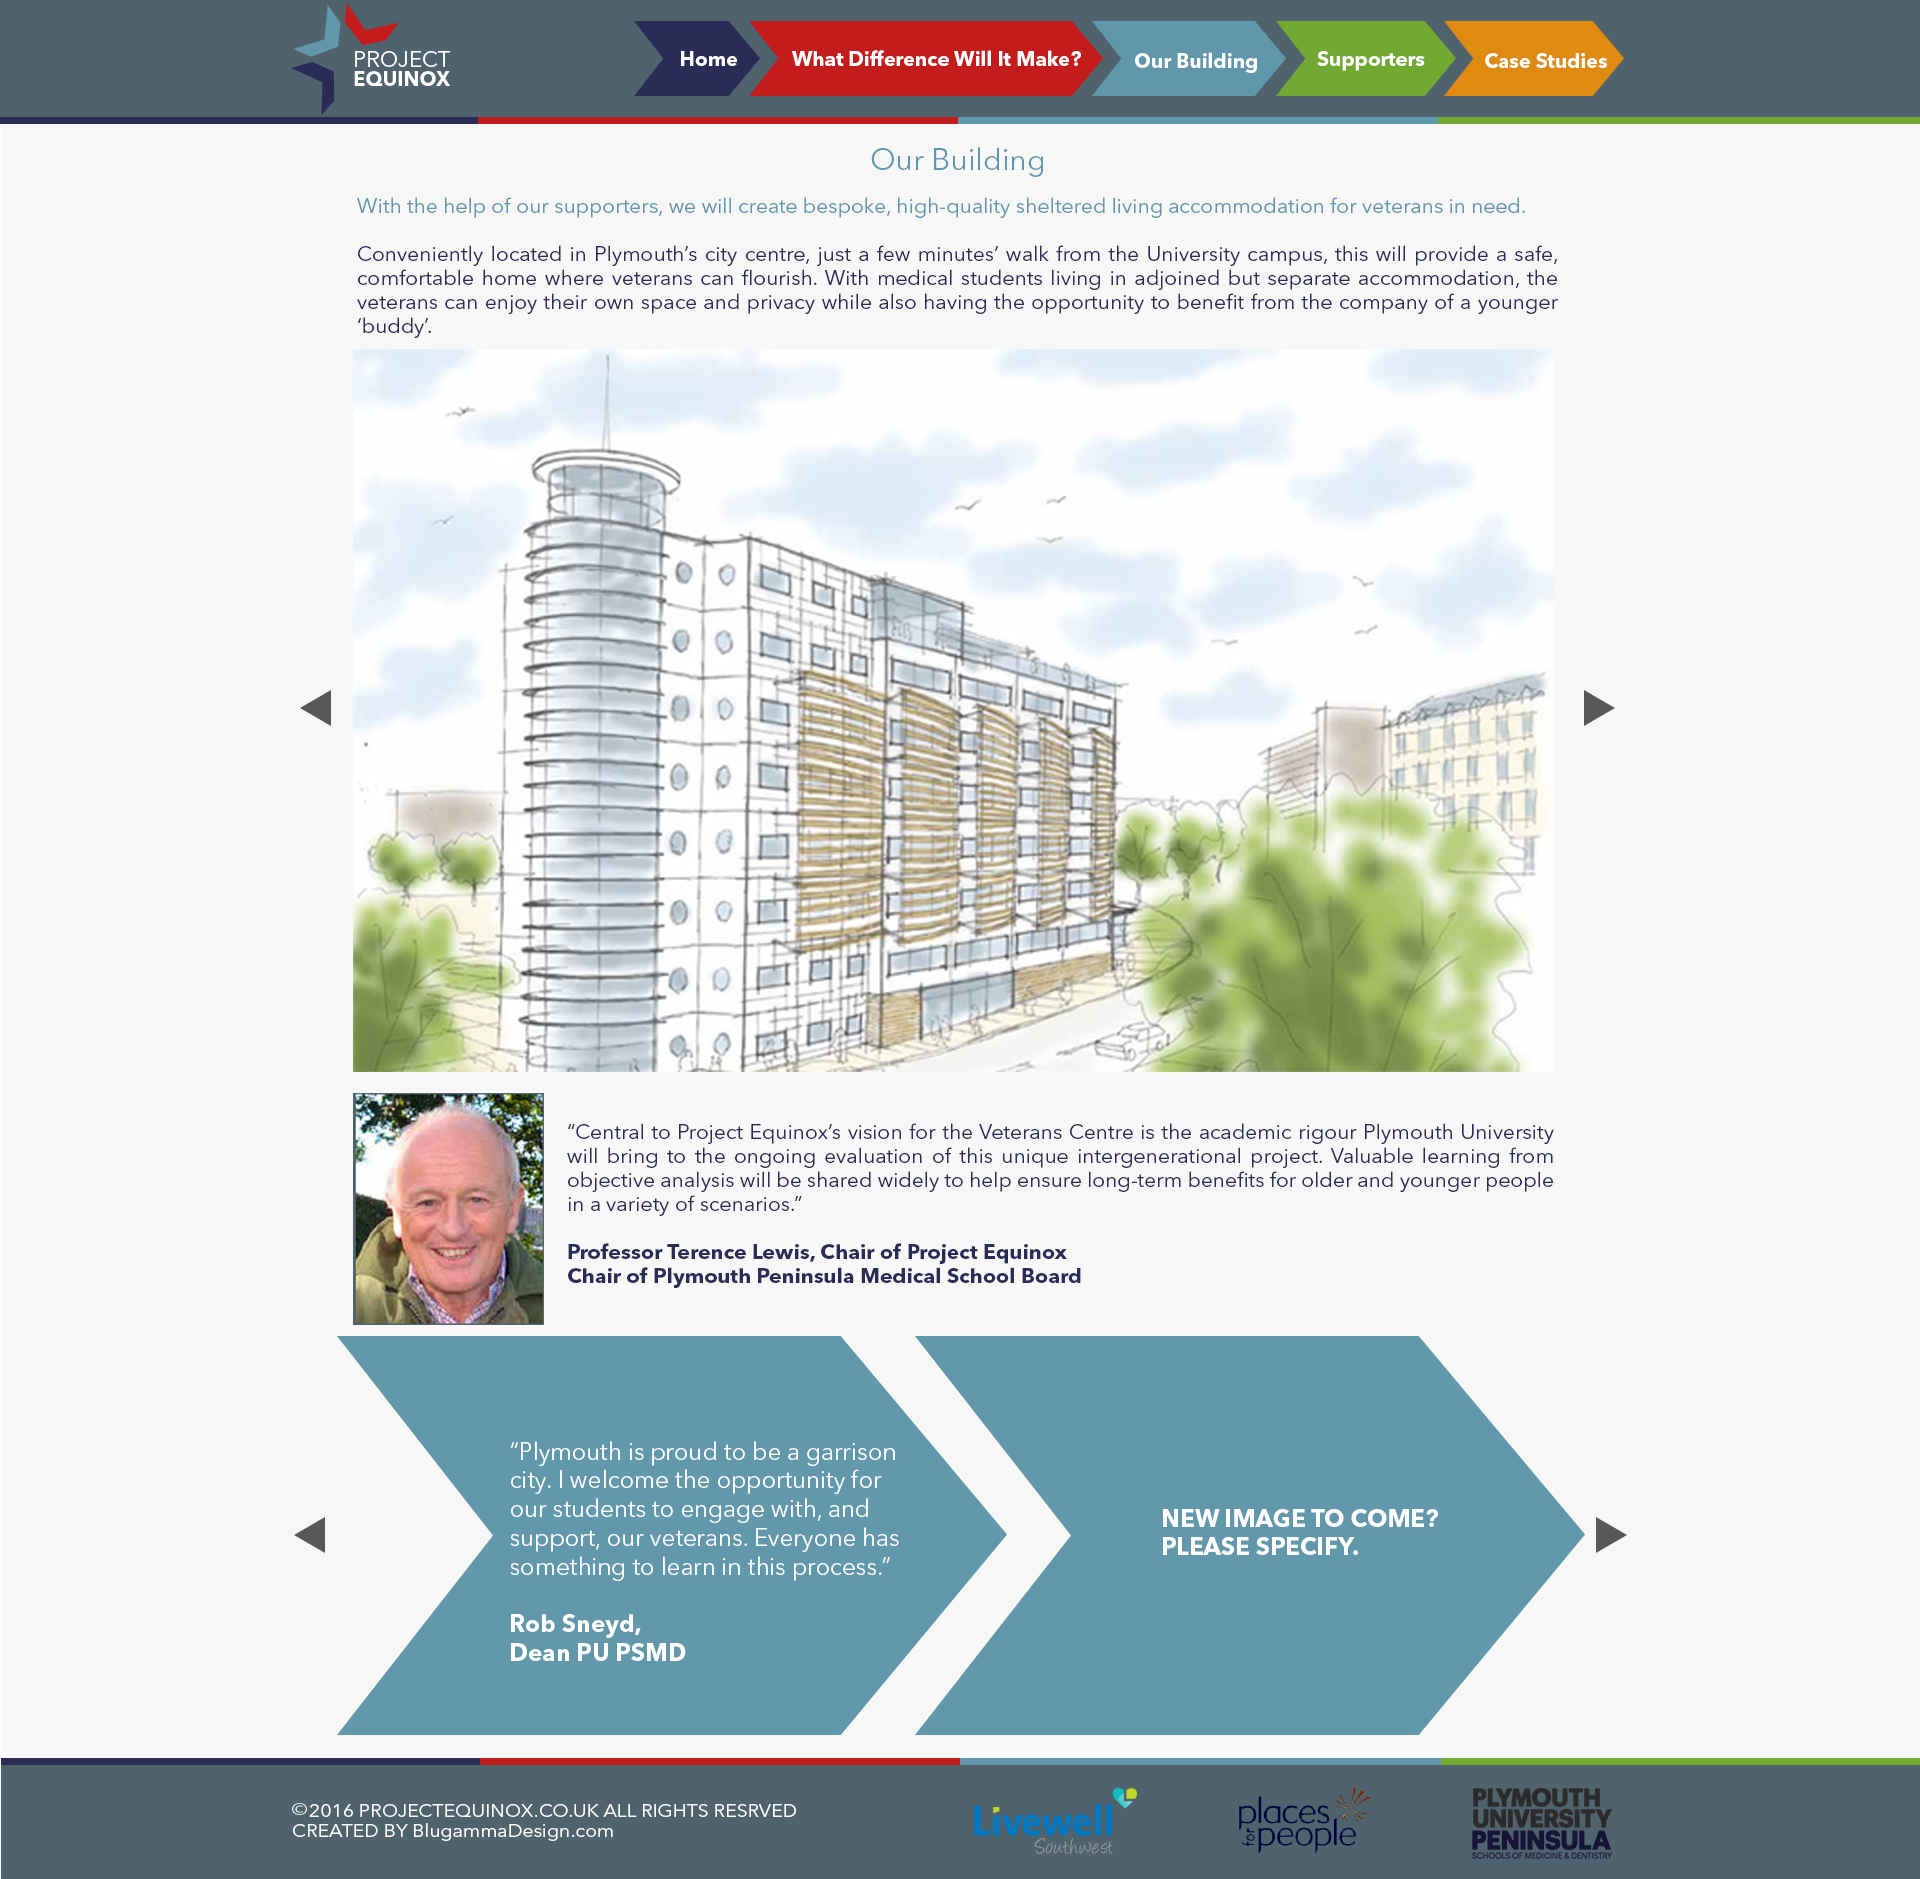 PROJECT
EQUINOX
Home
What Difference Will It Make?
Our Building
Supporters
Case Studies
Our Building
With the help of our supporters, we will create bespoke, high-quality sheltered living accommodation for veterans in need.
Conveniently located in Plymouth’s city centre, just a few minutes’ walk from the University campus, this will provide a safe,
comfortable home where veterans can flourish. With medical students living in adjoined but separate accommodation, the
veterans can enjoy their own space and privacy while also having the opportunity to benefit from the company of a younger
‘buddy’.
“Central to Project Equinox’s vision for the Veterans Centre is the academic rigour Plymouth University
will bring to the ongoing evaluation of this unique intergenerational project. Valuable learning from
objective analysis will be shared widely to help ensure long-term benefits for older and younger people
in a variety of scenarios.”
Professor Terence Lewis, Chair of Project Equinox
Chair of Plymouth Peninsula Medical School Board
“Plymouth is proud to be a garrison
city. I welcome the opportunity for
our students to engage with, and
support, our veterans. Everyone has
something to learn in this process.”
Rob Sneyd,
Dean PU PSMD
NEW IMAGE TO COME?
PLEASE SPECIFY.
©2016 PROJECTEQUINOX.CO.UK ALL RIGHTS RESRVED
CREATED BY BlugammaDesign.com
Livewell
Southwest
places
for people
PLYMOUTH
UNIVERSITY
PENINSULA
SCHOOLS OF MEDICINE & DENTISTRY